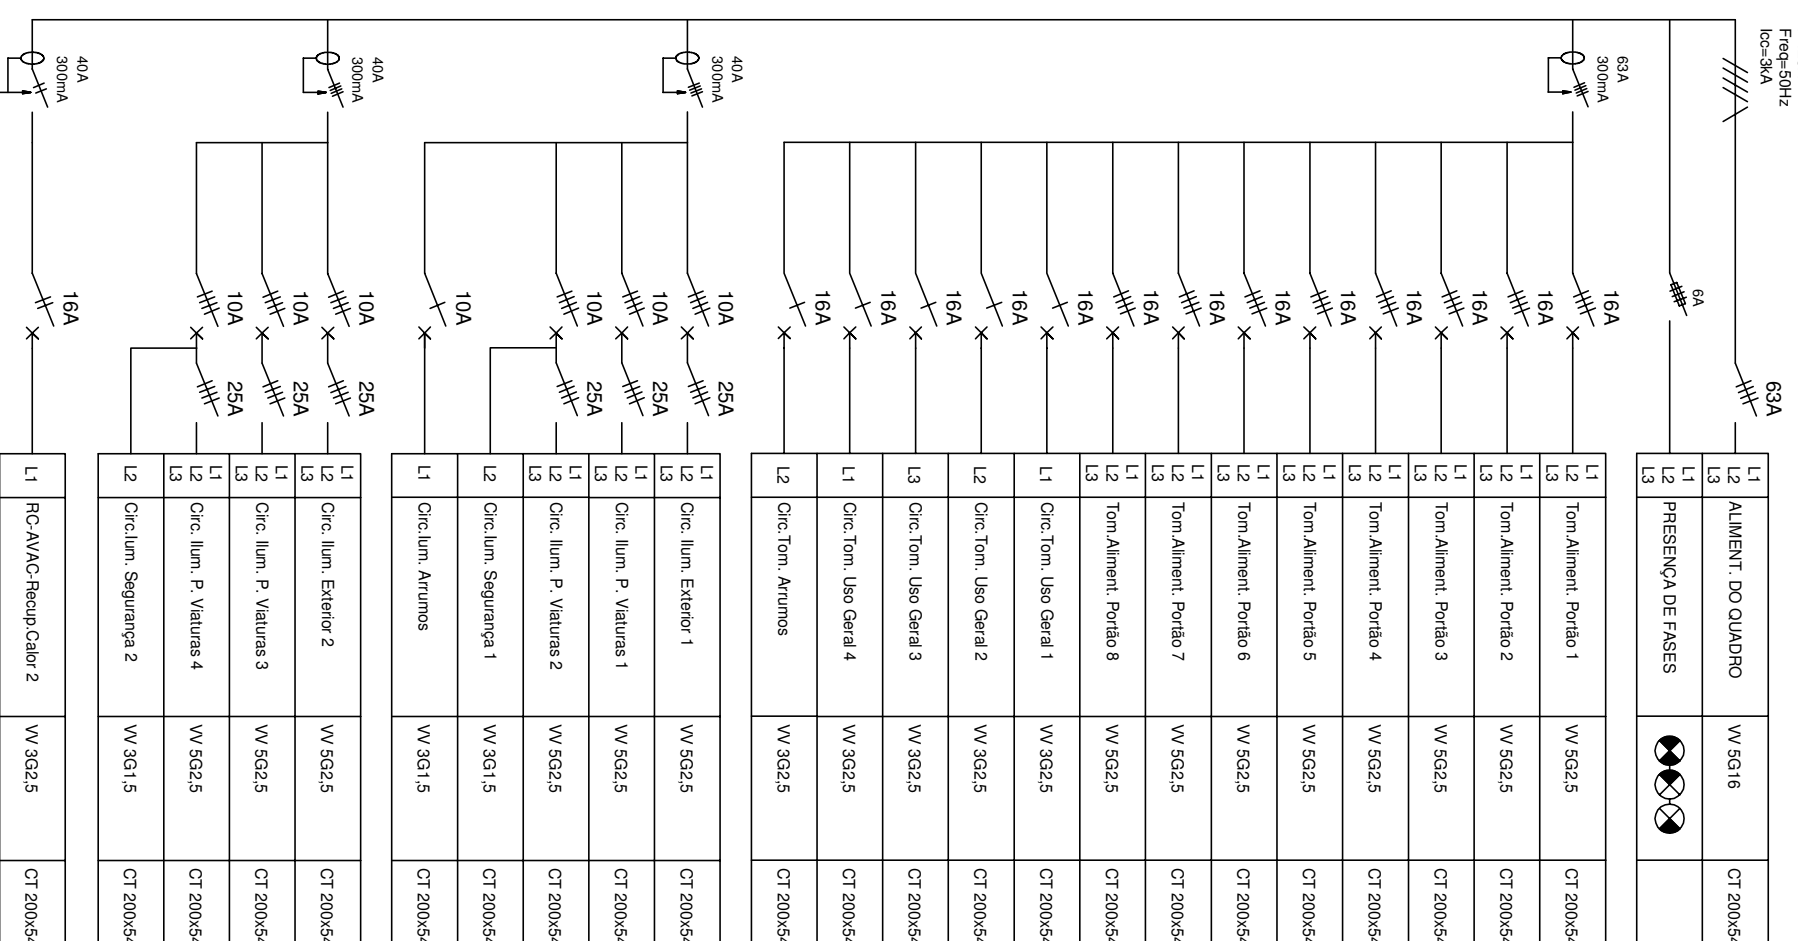 Freq=50Hz
Icc=3kA
63A
L1
L2
L3
ALIMENT. DO QUADRO
VV 5G16
CT 200x54
6A
L1
L2
L3
PRESENÇA DE FASES
63A
300mA
16A
L1
L2
L3
Tom.Aliment. Portão 1
VV 5G2,5
CT 200x54
16A
L1
L2
L3
Tom.Aliment. Portão 2
VV 5G2,5
CT 200x54
16A
L1
L2
L3
Tom.Aliment. Portão 3
VV 5G2,5
CT 200x54
16A
L1
L2
L3
Tom.Aliment. Portão 4
VV 5G2,5
CT 200x54
16A
L1
L2
L3
Tom.Aliment. Portão 5
VV 5G2,5
CT 200x54
16A
L1
L2
L3
Tom.Aliment. Portão 6
VV 5G2,5
CT 200x54
16A
L1
L2
L3
Tom.Aliment. Portão 7
VV 5G2,5
CT 200x54
16A
L1
L2
L3
Tom.Aliment. Portão 8
VV 5G2,5
CT 200x54
16A
L1
Circ.Tom. Uso Geral 1
VV 3G2,5
CT 200x54
16A
L2
Circ.Tom. Uso Geral 2
VV 3G2,5
CT 200x54
16A
L3
Circ.Tom. Uso Geral 3
VV 3G2,5
CT 200x54
16A
L1
Circ.Tom. Uso Geral 4
VV 3G2,5
CT 200x54
16A
L2
Circ.Tom. Arrumos
VV 3G2,5
CT 200x54
40A
300mA
10A
25A
L1
L2
L3
Circ. Ilum. Exterior 1
VV 5G2,5
CT 200x54
10A
25A
L1
L2
L3
Circ. Ilum. P. Viaturas 1
VV 5G2,5
CT 200x54
10A
25A
L1
L2
L3
Circ. Ilum. P. Viaturas 2
VV 5G2,5
CT 200x54
L2
Circ.Ium. Segurança 1
VV 3G1,5
CT 200x54
10A
L1
Circ.Ium. Arrumos
VV 3G1,5
CT 200x54
40A
300mA
10A
25A
L1
L2
L3
Circ. Ilum. Exterior 2
VV 5G2,5
CT 200x54
10A
25A
L1
L2
L3
Circ. Ilum. P. Viaturas 3
VV 5G2,5
CT 200x54
10A
25A
L1
L2
L3
Circ. Ilum. P. Viaturas 4
VV 5G2,5
CT 200x54
L2
Circ.Ium. Segurança 2
VV 3G1,5
CT 200x54
40A
300mA
16A
L1
RC-AVAC-Recup.Calor 2
VV 3G2,5
CT 200x54